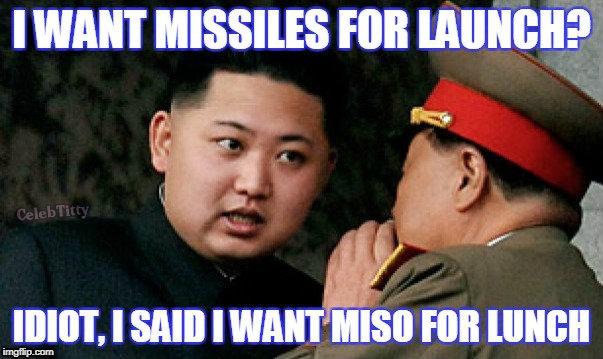 I WANT MISSILES FOR LAUNCH?
CelebTitty
IDIOT, I SAID I WANT MISO FOR LUNCH
imgflip.com